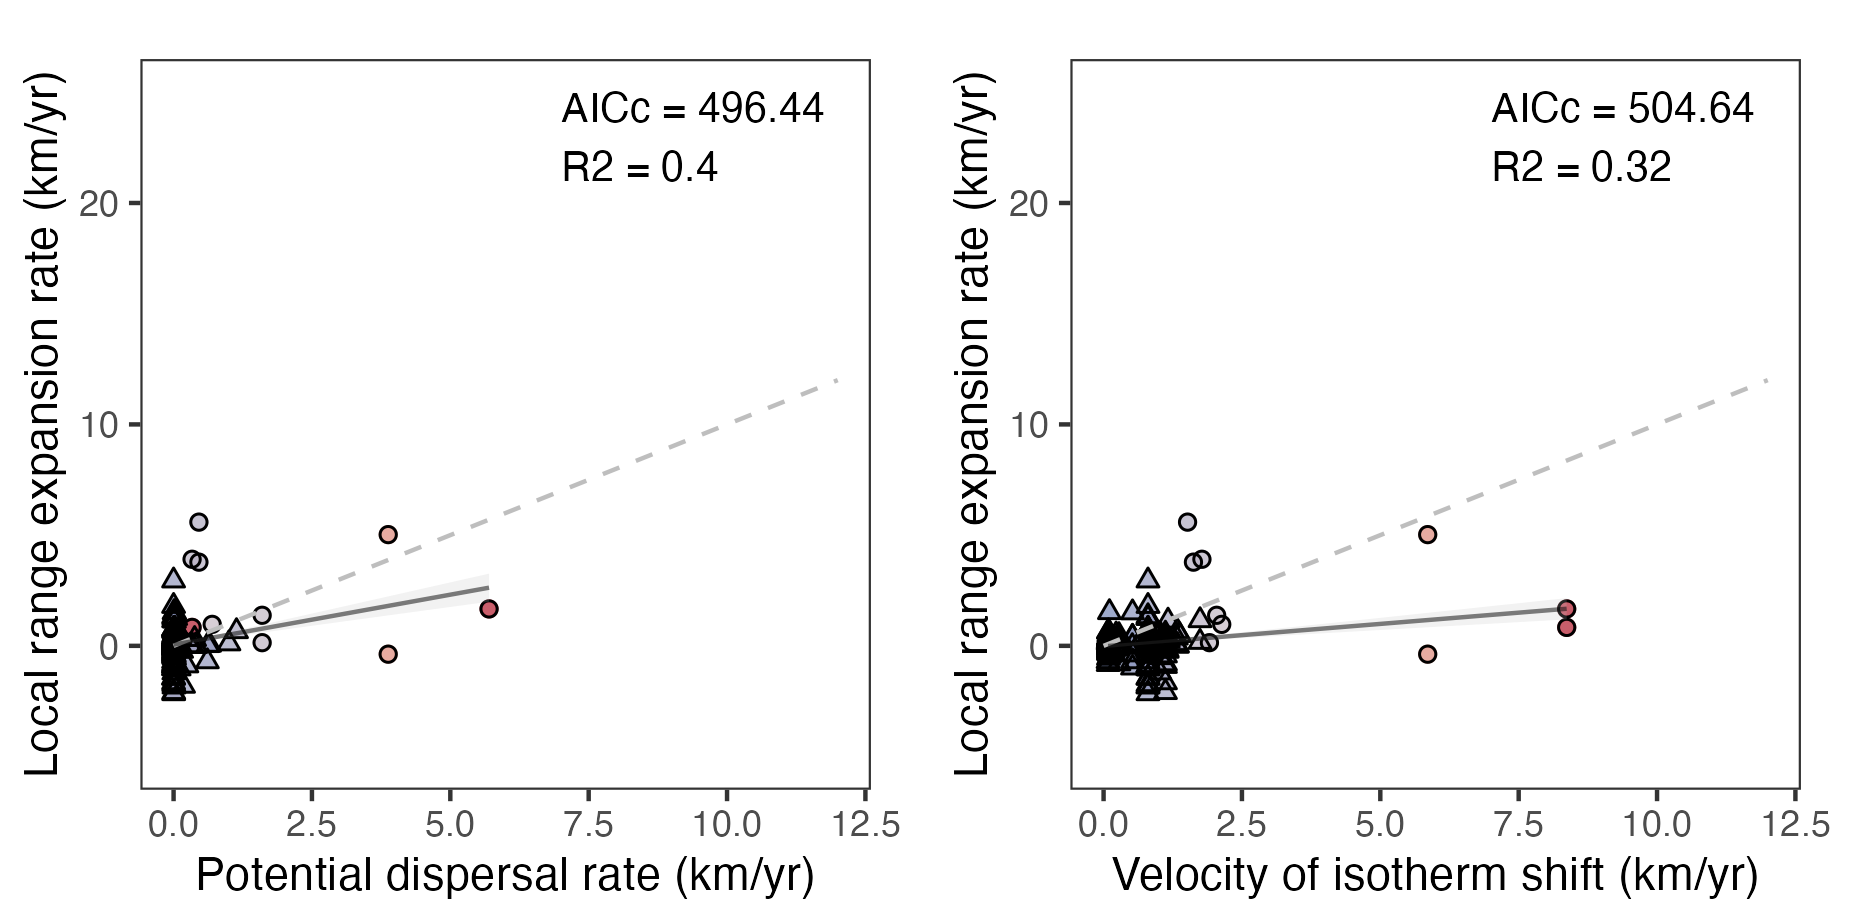 Local range expansion rate (km/yr)
20
10
0
AICc = 496.44
R2 = 0.4
0.0 2.5 5.0 7.5 10.0 12.5
Potential dispersal rate (km/yr)
Local range expansion rate (km/yr)
20
10
0
AICc = 504.64
R2 = 0.32
0.0 2.5 5.0 7.5 10.0 12.5
Velocity of isotherm shift (km/yr)